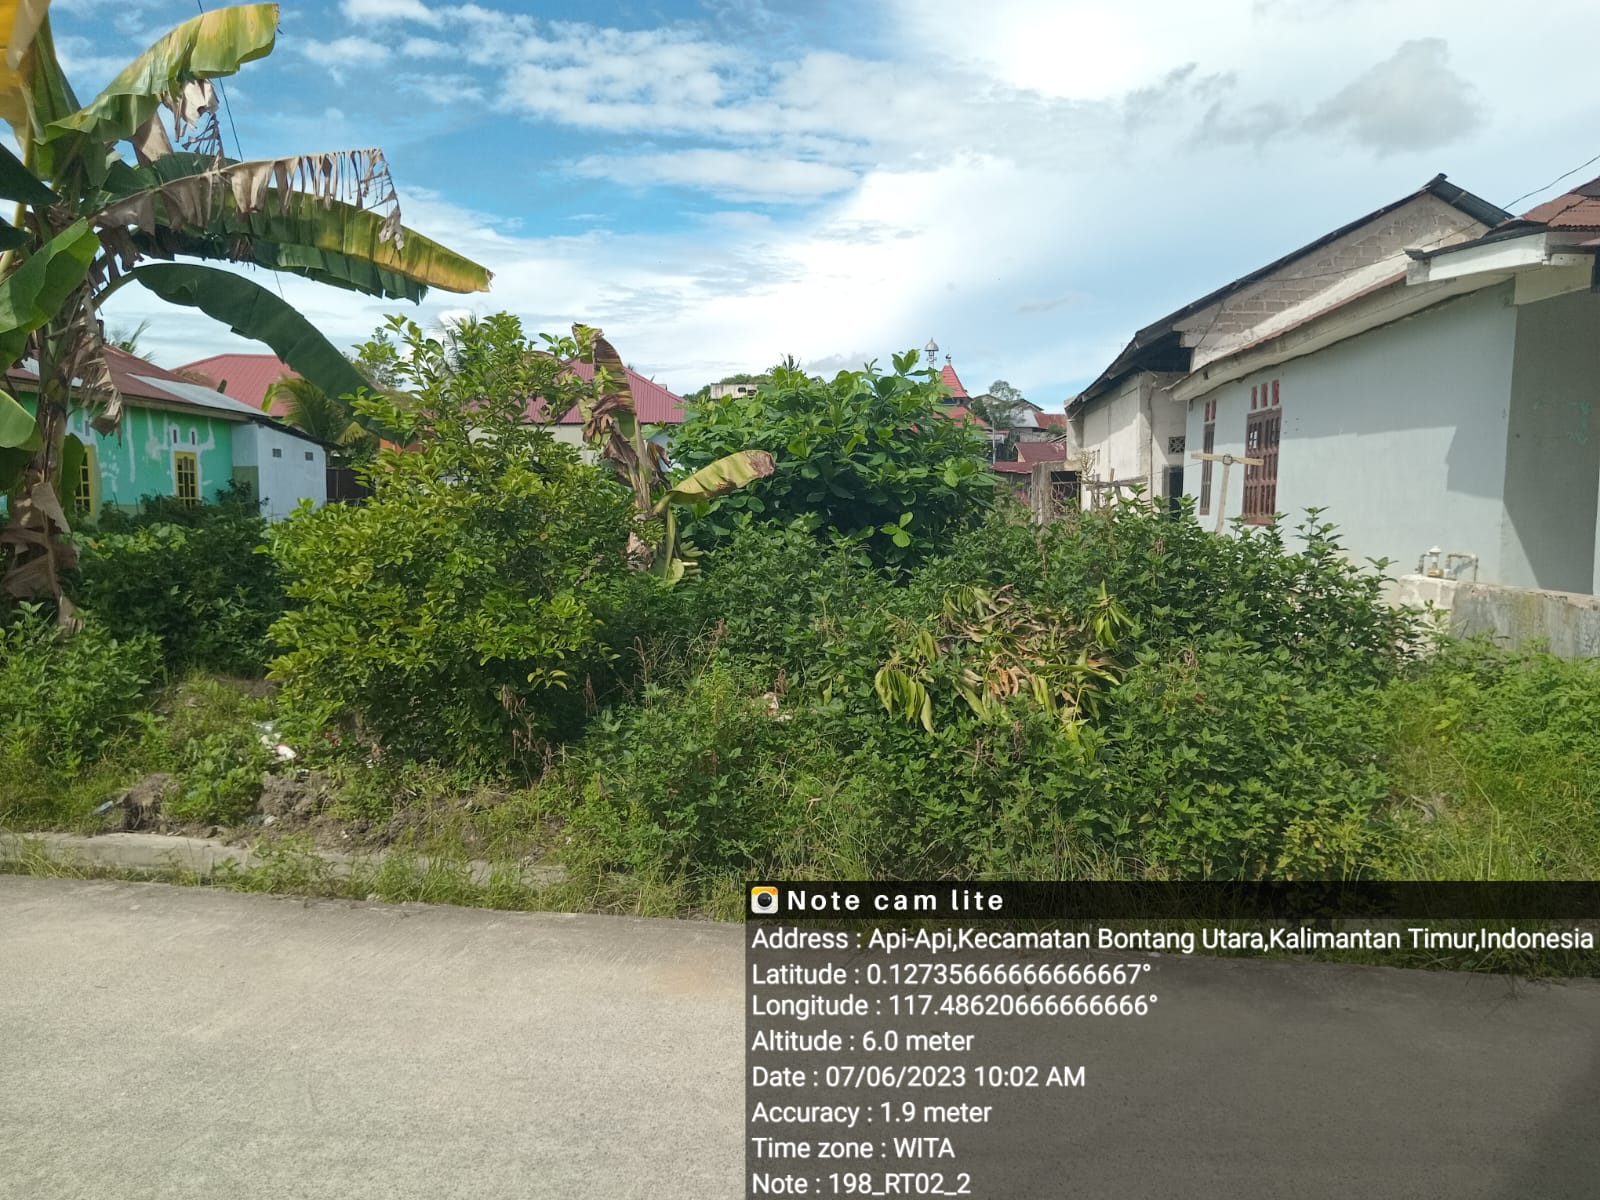 Note cam lite
Address : Api-Api,Kecamatan Bontang Utara,Kalimantan Timur,Indonesia
Latitude : 0.12735666666666667°
Longitude : 117.48620666666666°
Altitude : 6.0 meter
Date : 07/06/2023 10:02 AM
Accuracy : 1.9 meter
Time zone : WITA
Note : 198_RT02_2